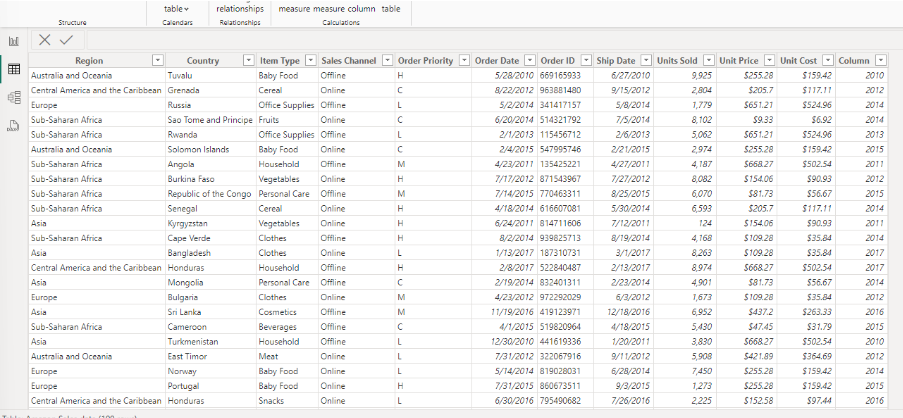 table relationships measure measure column table
Structure Calendars Relationships Calculations
Region Country Item Type Sales Channel Order Priority Order Date Order ID Ship Date Units Sold Unit Price Unit Cost Column
Australia and Oceania Tuvalu Baby Food Offline H 5/28/2010 669165933 6/27/2010 9,925 $255.28 $159.42 2010
Central America and the Caribbean Grenada Cereal Online C 8/22/2012 963881480 9/15/2012 2,804 $205.7 $117.11 2012
Europe Russia Office Supplies Offline L 5/2/2014 341417157 5/8/2014 1,779 $651.21 $524.96 2014
Sub-Saharan Africa Sao Tome and Principe Fruits Online C 6/20/2014 514321792 7/5/2014 8,102 $9.33 $6.92 2014
Sub-Saharan Africa Rwanda Office Supplies Offline L 2/1/2013 115456712 2/6/2013 5,062 $651.21 $524.96 2013
Australia and Oceania Solomon Islands Baby Food Online C 2/4/2015 547995746 2/21/2015 2,974 $255.28 $159.42 2015
Sub-Saharan Africa Angola Household Offline M 4/23/2011 135425221 4/27/2011 4,187 $668.27 $502.54 2011
Sub-Saharan Africa Burkina Faso Vegetables Online H 7/17/2012 871543967 7/27/2012 8,082 $154.06 $90.93 2012
Sub-Saharan Africa Republic of the Congo Personal Care Offline M 7/14/2015 770463311 8/25/2015 6,070 $81.73 $56.67 2015
Sub-Saharan Africa Senegal Cereal Online H 4/18/2014 616607081 5/30/2014 6,593 $205.7 $117.11 2014
Asia Kyrgyzstan Vegetables Online H 6/24/2011 814711606 7/12/2011 124 $154.06 $90.93 2011
Sub-Saharan Africa Cape Verde Clothes Offline H 8/2/2014 939825713 8/19/2014 4,168 $109.28 $35.84 2014
Asia Bangladesh Clothes Online L 1/13/2017 187310731 3/1/2017 8,263 $109.28 $35.84 2017
Central America and the Caribbean Honduras Household Offline H 2/8/2017 522840487 2/13/2017 8,974 $668.27 $502.54 2017
Asia Mongolia Personal Care Offline C 2/19/2014 832401311 2/23/2014 4,901 $81.73 $56.67 2014
Europe Bulgaria Clothes Online M 4/23/2012 972292029 6/3/2012 1,673 $109.28 $35.84 2012
Asia Sri Lanka Cosmetics Offline M 11/19/2016 419123971 12/18/2016 6,952 $437.2 $263.33 2016
Sub-Saharan Africa Cameroon Beverages Offline C 4/1/2015 519820964 4/18/2015 5,430 $47.45 $31.79 2015
Asia Turkmenistan Household Offline L 12/30/2010 441619336 1/20/2011 3,830 $668.27 $502.54 2010
Australia and Oceania East Timor Meat Online L 7/31/2012 322067916 9/11/2012 5,908 $421.89 $364.69 2012
Europe Norway Baby Food Online L 5/14/2014 819028031 6/28/2014 7,450 $255.28 $159.42 2014
Europe Portugal Baby Food Online H 7/31/2015 860673511 9/3/2015 1,273 $255.28 $159.42 2015
Central America and the Caribbean Honduras Snacks Online L 6/30/2016 795490682 7/26/2016 2,225 $152.58 $97.44 2016